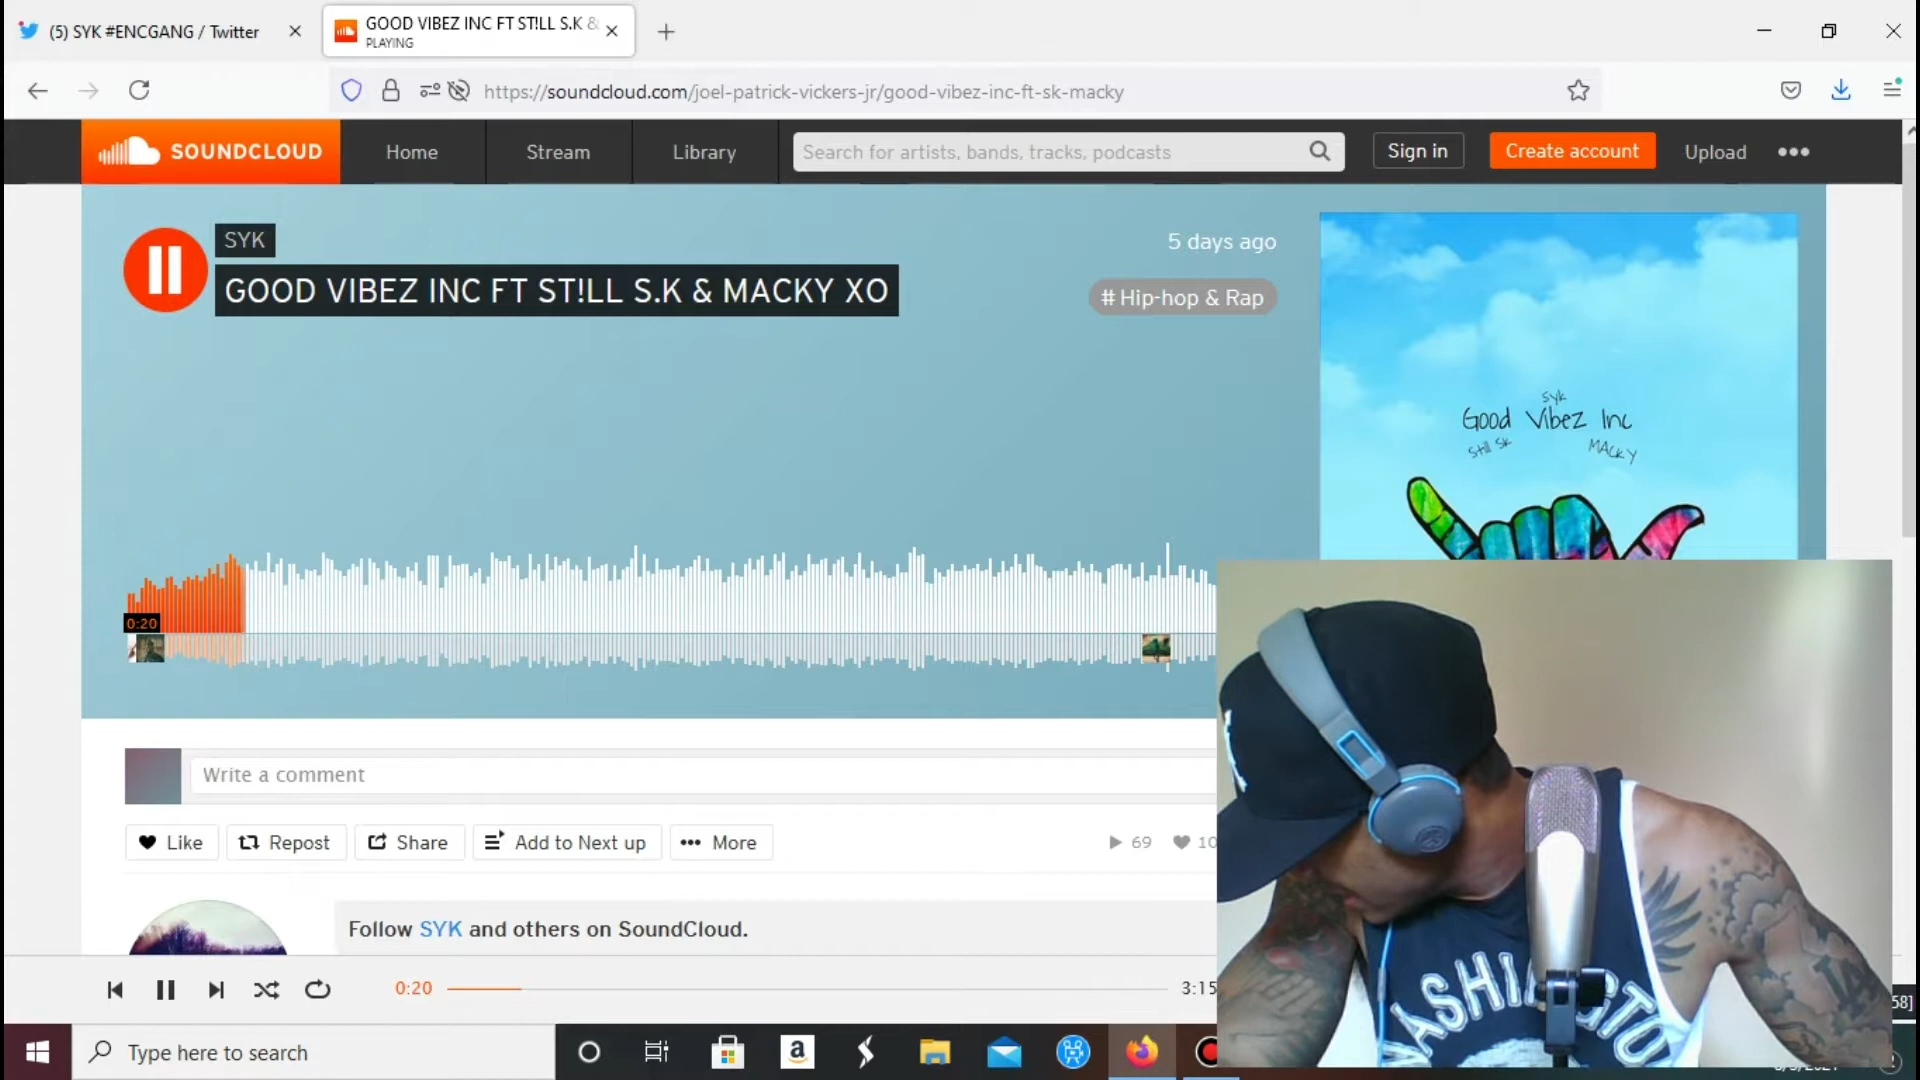 (5) SYK #ENCGANG / Twitter
GOOD VIBEZ INC FT ST!LL S.K &
PLAYING
https://soundcloud.com/joel-patrick-vickers-jr/good-vibez-inc-ft-sk-macky
SOUNDCLOUD
Home
Stream
Library
Search for artists, bands, tracks, podcasts
Sign in
Create account
Upload
SYK
5 days ago
GOOD VIBEZ INC FT ST!LL S.K & MACKY XO
# Hip-hop & Rap
Syk
Good Vibez Inc
Still SK
MAcky
0:20
Write a comment
Like
Repost
Share
Add to Next up
More
69
10
Follow SYK and others on SoundCloud.
0:20
3:15
58]
WASHINGTON
Type here to search